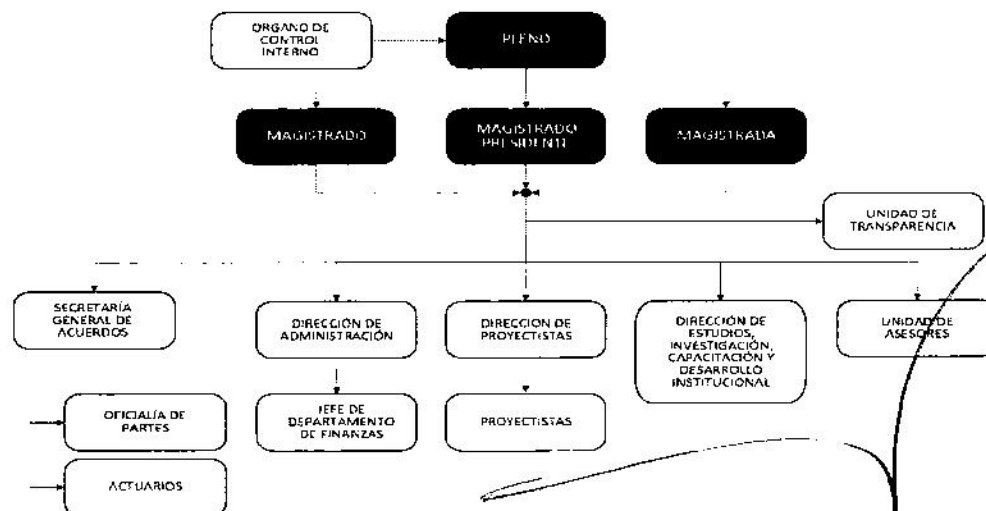 ORGANO DE
CONTROL
INTERNO
PLENO
MAGISTRADO
MAGISTRADO
PRESIDENTE
MAGISTRADA
UNIDAD DE
TRANSPARENCIA
SECRETARÍA
GENERAL DE
ACUERDOS
DIRECCIÓN DE
ADMINISTRACIÓN
DIRECCION DE
PROYECTISTAS
DIRECCIÓN DE
ESTUDIOS,
INVESTIGACIÓN,
CAPACITACIÓN Y
DESARROLLO
INSTITUCIONAL
UNIDAD DE
ASESORES
OFICIALÍA DE
PARTES
JEFE DE
DEPARTAMENTO
DE FINANZAS
PROYECTISTAS
ACTUARIOS